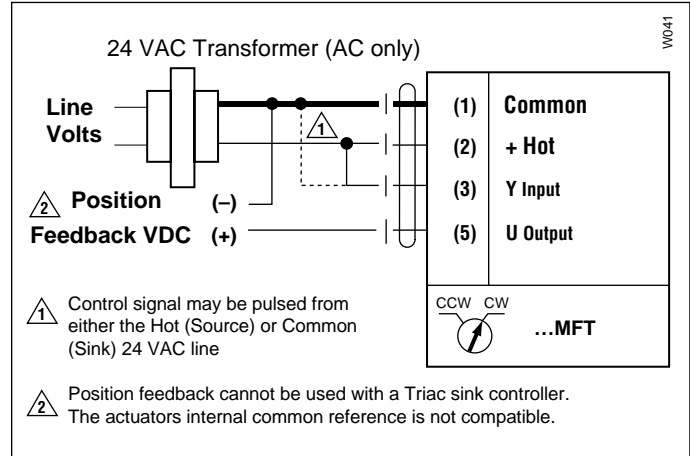 W041
24 VAC Transformer (AC only)
Line
Volts
(1) Common
(2) + Hot
(3) Y Input
(5) U Output
1
2 Position (–)
Feedback VDC (+)
CCW CW
...MFT
1 Control signal may be pulsed from
either the Hot (Source) or Common
(Sink) 24 VAC line
2 Position feedback cannot be used with a Triac sink controller.
The actuators internal common reference is not compatible.